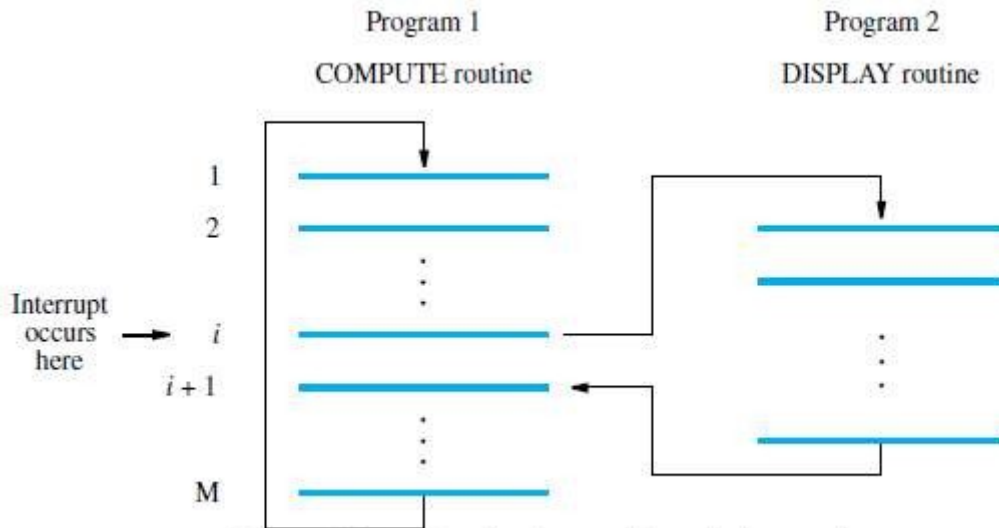 Program 1
COMPUTE routine
Program 2
DISPLAY routine
1
2
Interrupt
occurs
here
i
i + 1
M